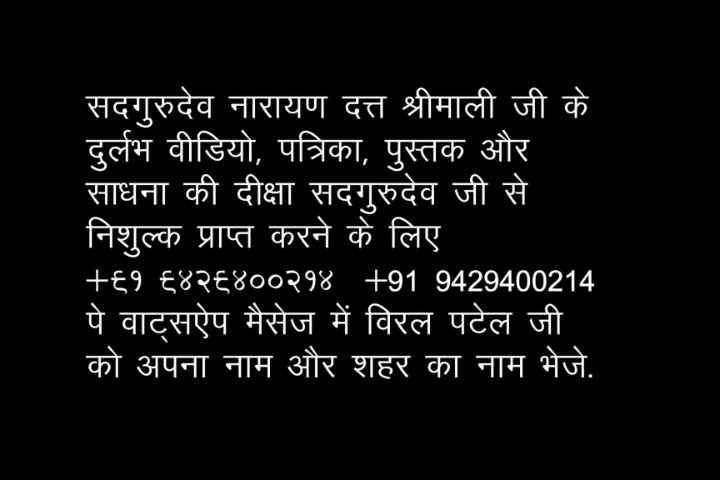 सदगुरुदेव नारायण दत्त श्रीमाली जी के
दुर्लभ वीडियो, पत्रिका, पुस्तक और
साधना की दीक्षा सदगुरुदेव जी से
निशुल्क प्राप्त करने के लिए
+९१ ९४२९४००२१४ +91 9429400214
पे वाट्सऐप मैसेज में विरल पटेल जी
को अपना नाम और शहर का नाम भेजे.